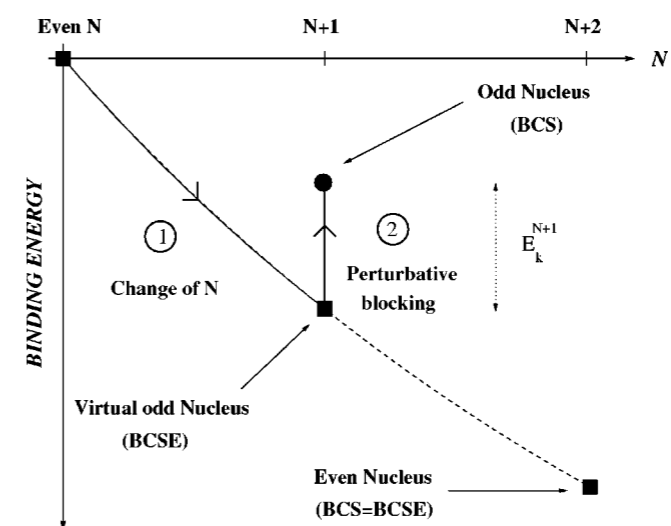 Even N
N+1
N+2
N
Odd Nucleus
(BCS)
BINDING ENERGY
1
2
E_k^{N+1}
Change of N
Perturbative
blocking
Virtual odd Nucleus
(BCSE)
Even Nucleus
(BCS=BCSE)